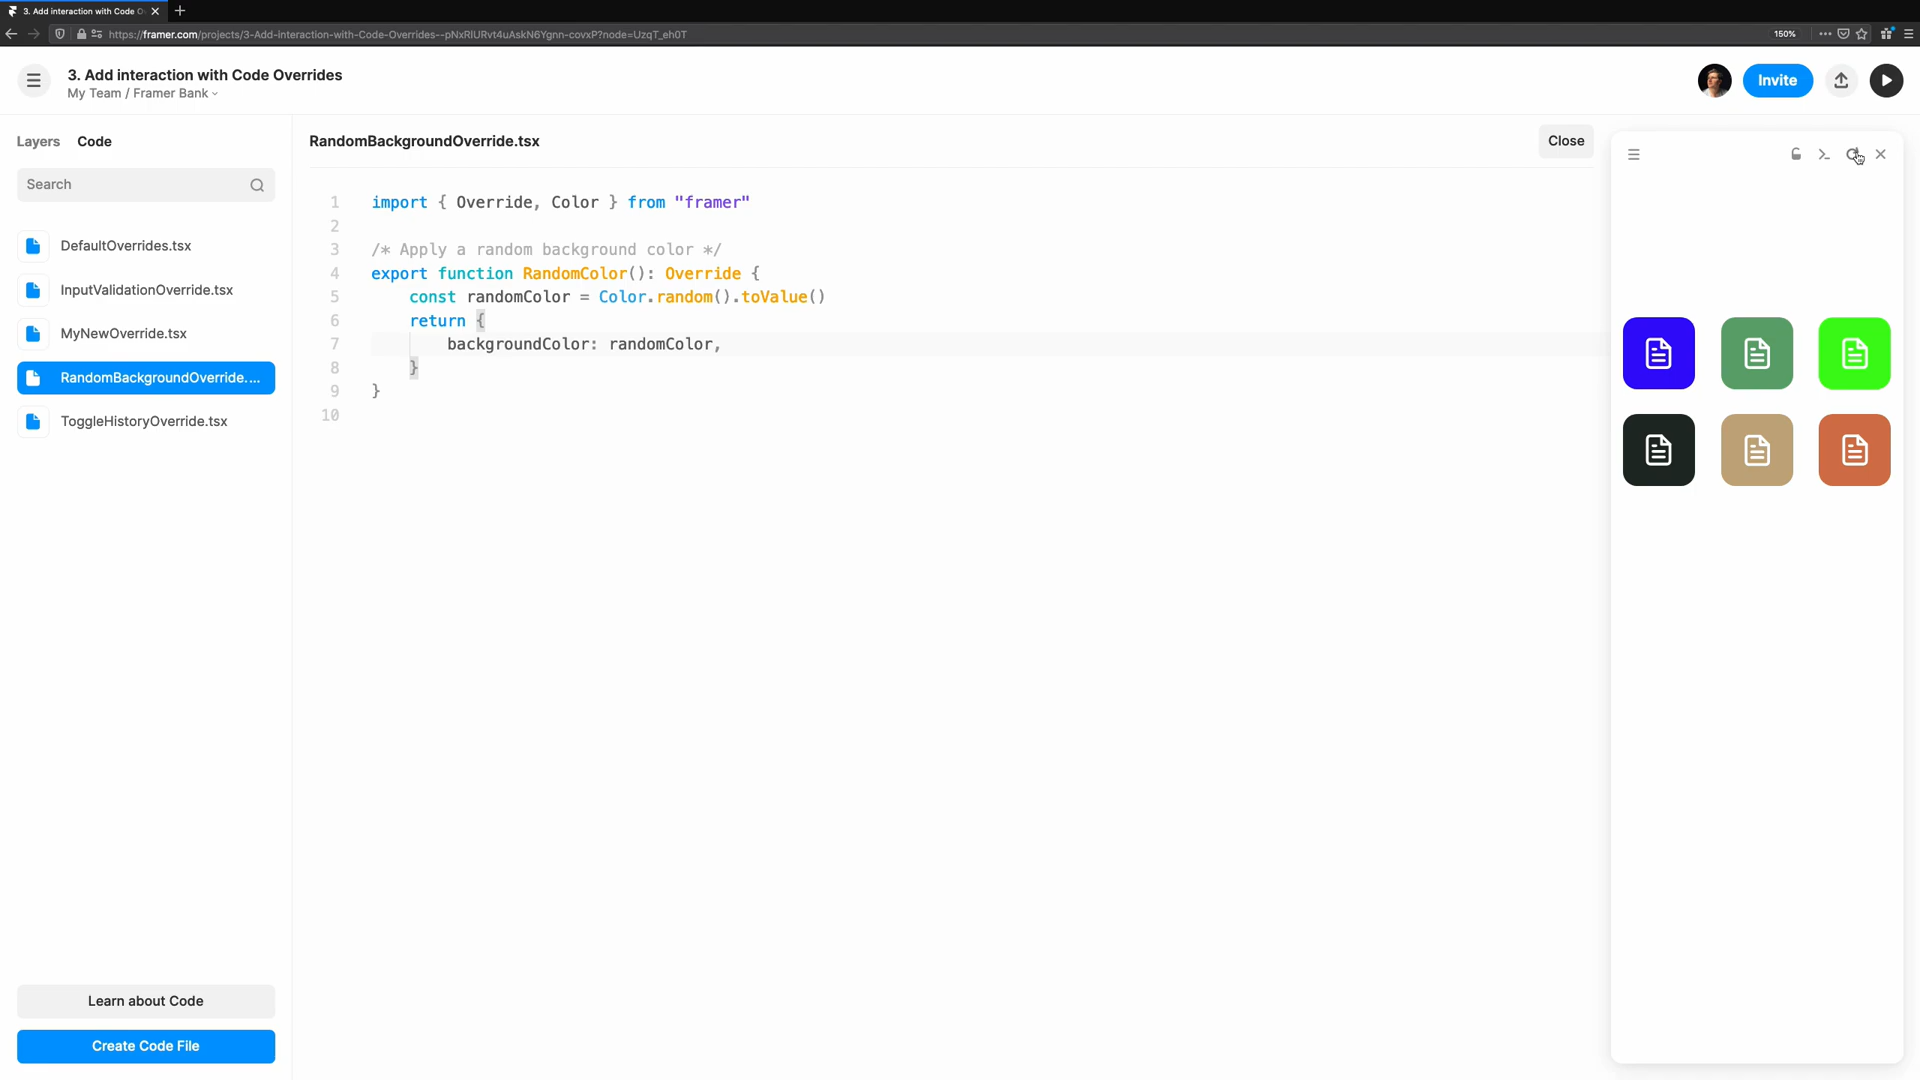 3. Add interaction with Code O
https://framer.com/projects/3-Add-interaction-with-Code-Overrides--pNxRlURvt4uAskN6Ygnn-covxP?node=UzqT_eh0T
150%
3. Add interaction with Code Overrides
My Team / Framer Bank
Invite
Layers Code
RandomBackgroundOverride.tsx
Close
Search
DefaultOverrides.tsx
InputValidationOverride.tsx
MyNewOverride.tsx
RandomBackgroundOverride....
ToggleHistoryOverride.tsx
1 import { Override, Color } from "framer"
2
3 /* Apply a random background color */
4 export function RandomColor(): Override {
5 const randomColor = Color.random().toValue()
6 return {
7 backgroundColor: randomColor,
8 }
9 }
10
Learn about Code
Create Code File